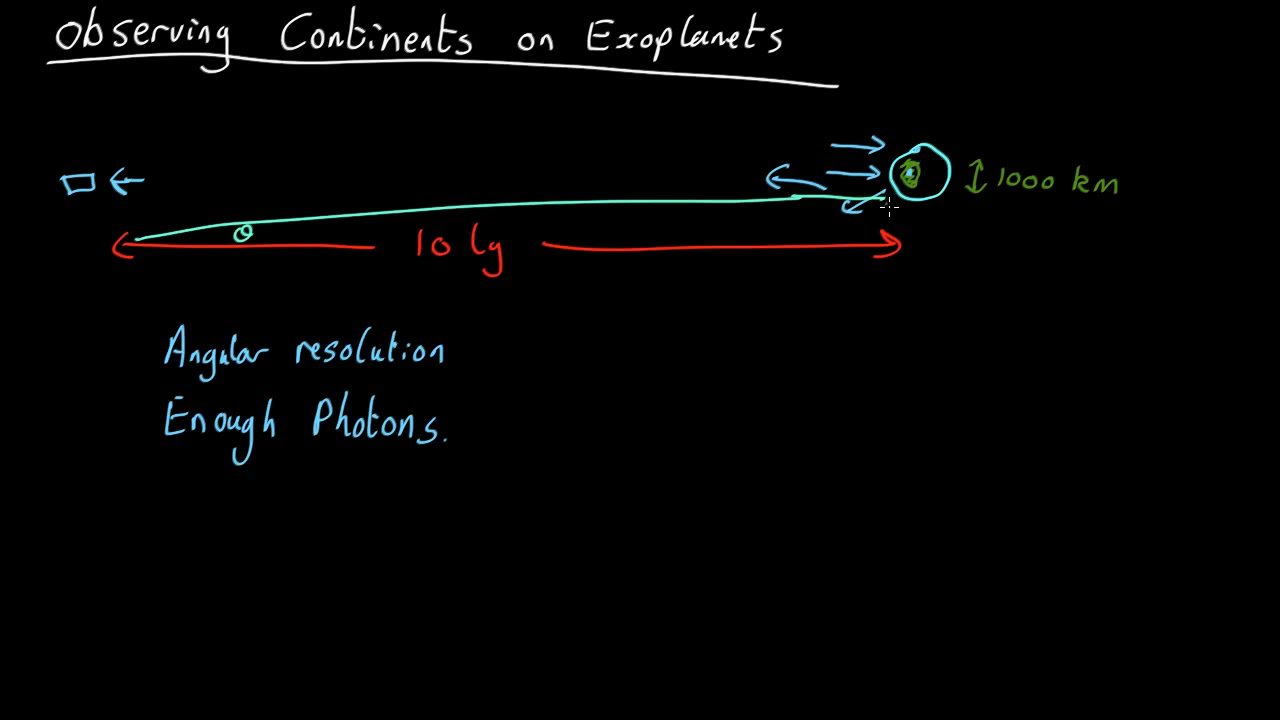 Observing Continents on Exoplanets
1000 km
θ
10 ly
Angular resolution
Enough Photons.